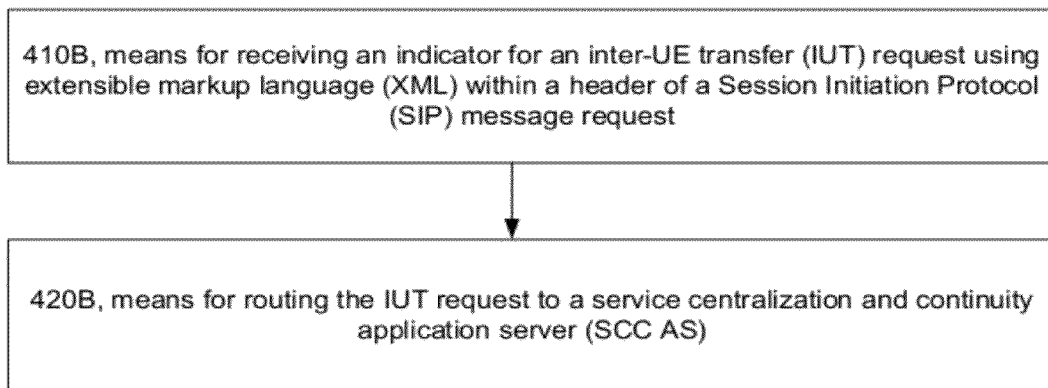 410B, means for receiving an indicator for an inter-UE transfer (IUT) request using
extensible markup language (XML) within a header of a Session Initiation Protocol
(SIP) message request
420B, means for routing the IUT request to a service centralization and continuity
application server (SCC AS)